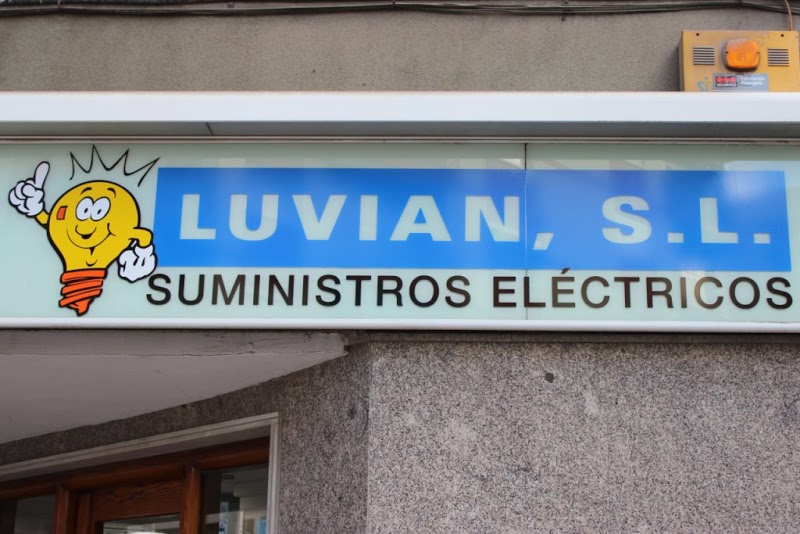 LUVIAN, S.L.
SUMINISTROS ELÉCTRICOS